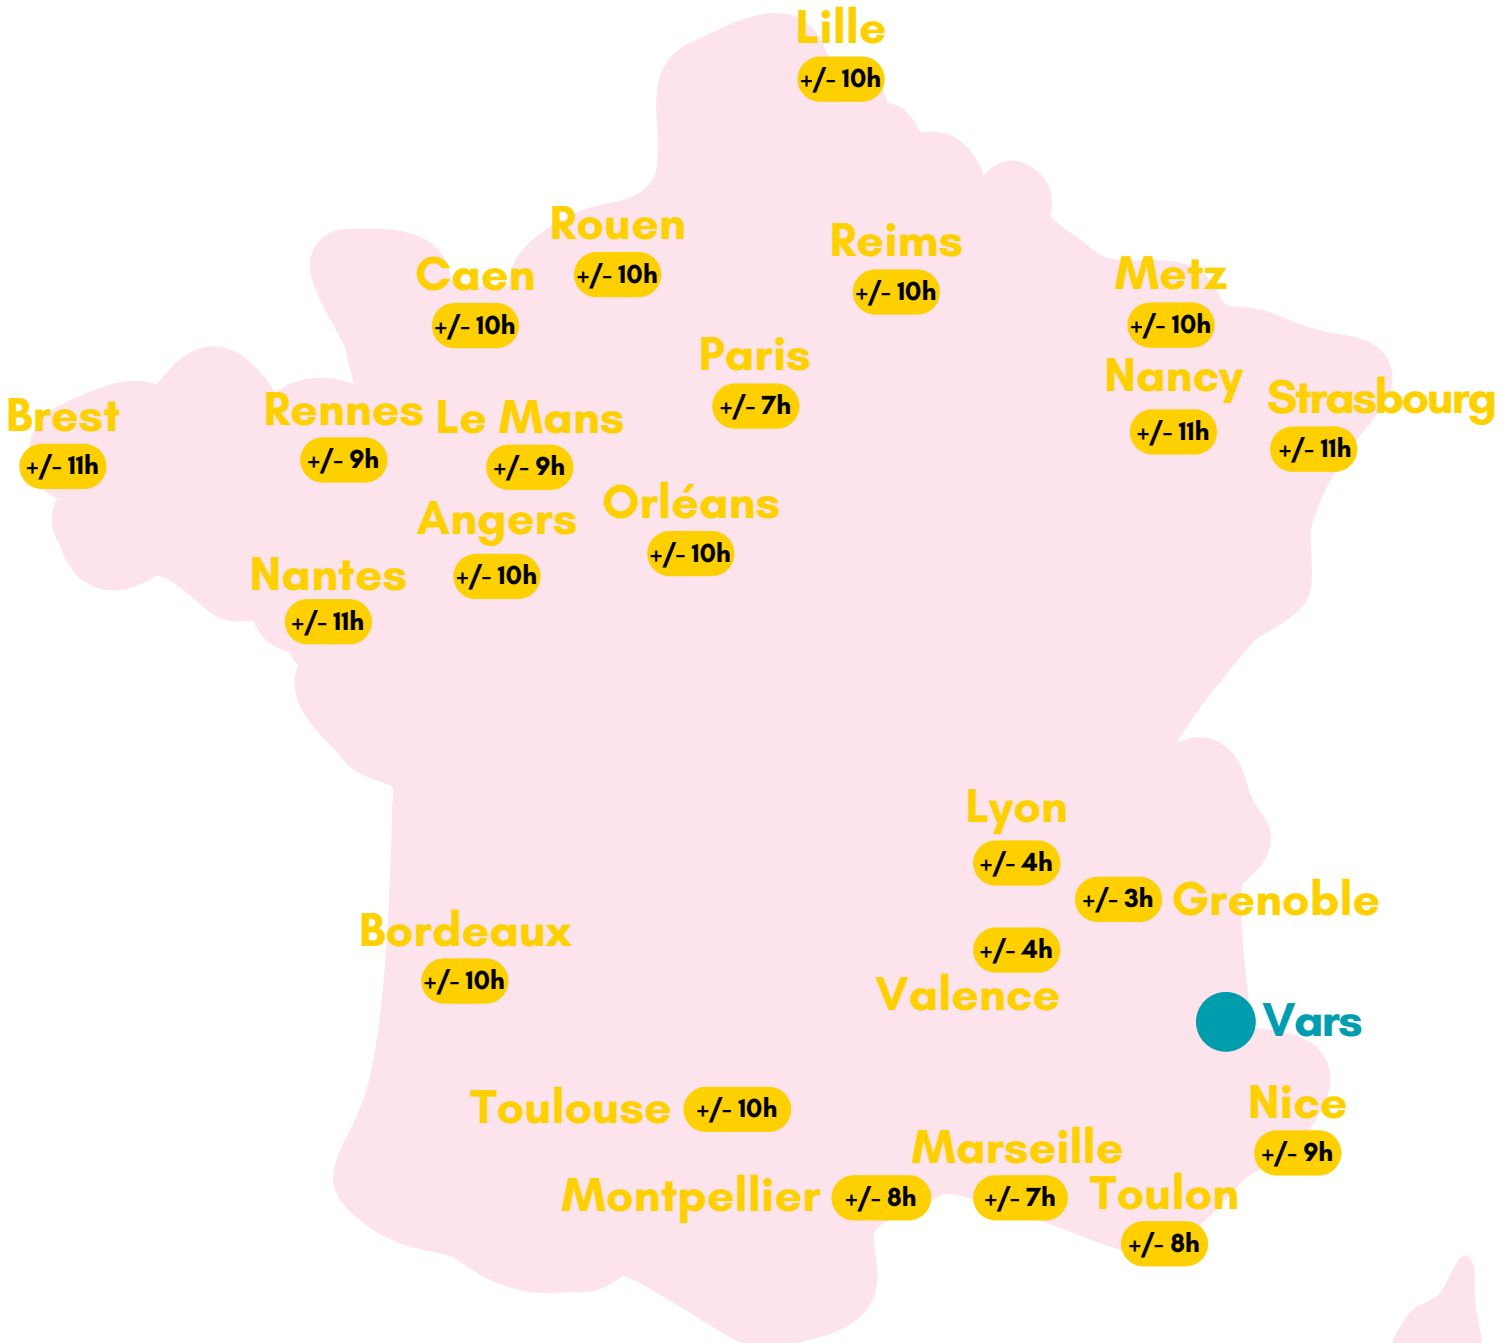 Lille
+/- 10h
Rouen
+/- 10h
Reims
+/- 10h
Caen
+/- 10h
Metz
+/- 10h
Paris
+/- 7h
Nancy
+/- 11h
Strasbourg
+/- 11h
Brest
+/- 11h
Rennes
+/- 9h
Le Mans
+/- 9h
Angers
+/- 10h
Orléans
+/- 10h
Nantes
+/- 11h
Lyon
+/- 4h
+/- 3h Grenoble
Bordeaux
+/- 10h
+/- 4h
Valence
Vars
Toulouse +/- 10h
Nice
+/- 9h
Marseille
+/- 7h
Montpellier +/- 8h
Toulon
+/- 8h